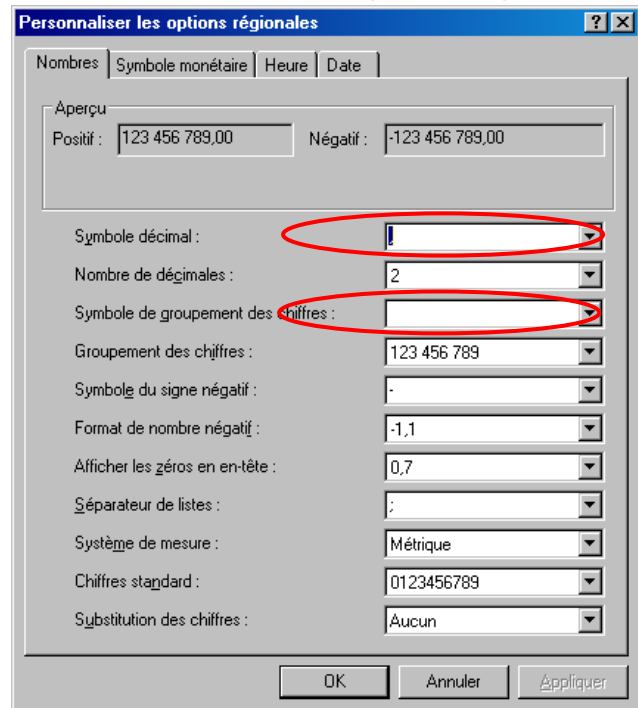 Personnaliser les options régionales ? X
Nombres Symbole monétaire Heure Date
Aperçu
Positif : 123 456 789,00 Négatif : -123 456 789,00
Symbole décimal : ,
Nombre de décimales : 2
Symbole de groupement des chiffres :
Groupement des chiffres : 123 456 789
Symbole du signe négatif : -
Format de nombre négatif : -1,1
Afficher les zéros en en-tête : 0,7
Séparateur de listes : ;
Système de mesure : Métrique
Chiffres standard : 0123456789
Substitution des chiffres : Aucun
OK Annuler Appliquer